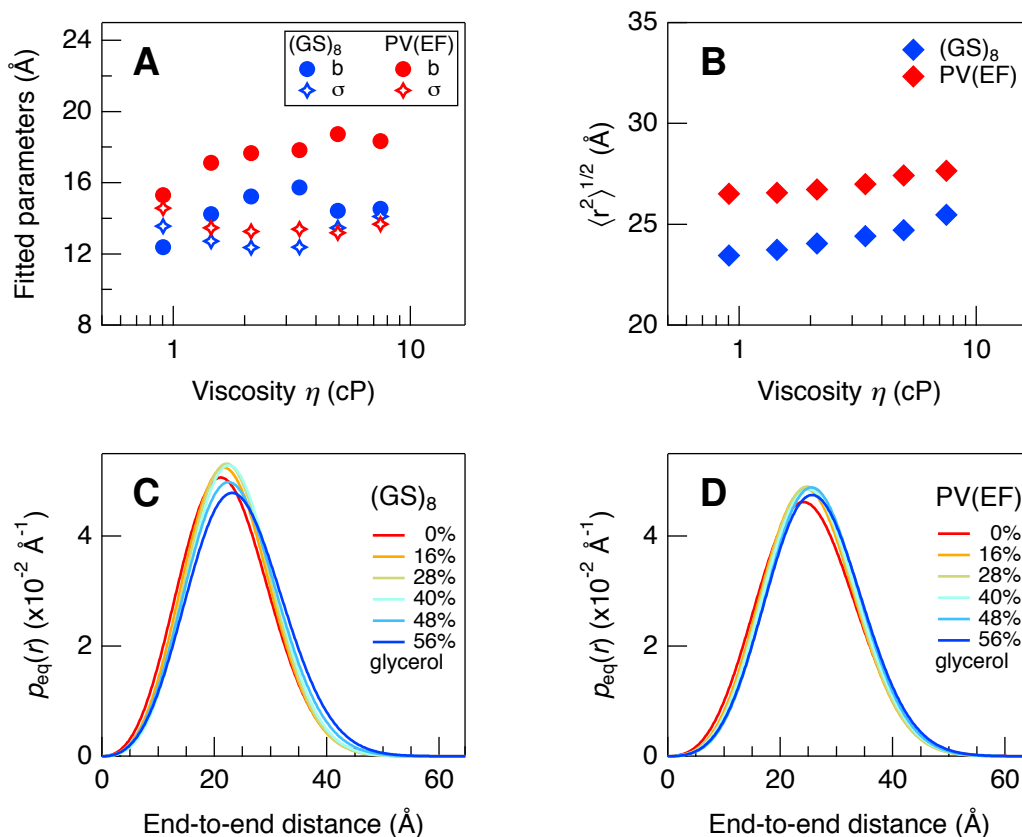 A
(GS)8 PV(EF)
b b
σ σ
24
20
16
12
8
Fitted parameters (Å)
1 10
Viscosity η (cP)
B
(GS)8
PV(EF)
35
30
25
20
⟨r²⟩1/2 (Å)
1 10
Viscosity η (cP)
C
(GS)8
0%
16%
28%
40%
48%
56%
glycerol
4
2
0
peq(r) (x10-2 Å-1)
0 20 40 60
End-to-end distance (Å)
D
PV(EF)
0%
16%
28%
40%
48%
56%
glycerol
4
2
0
peq(r) (x10-2 Å-1)
0 20 40 60
End-to-end distance (Å)